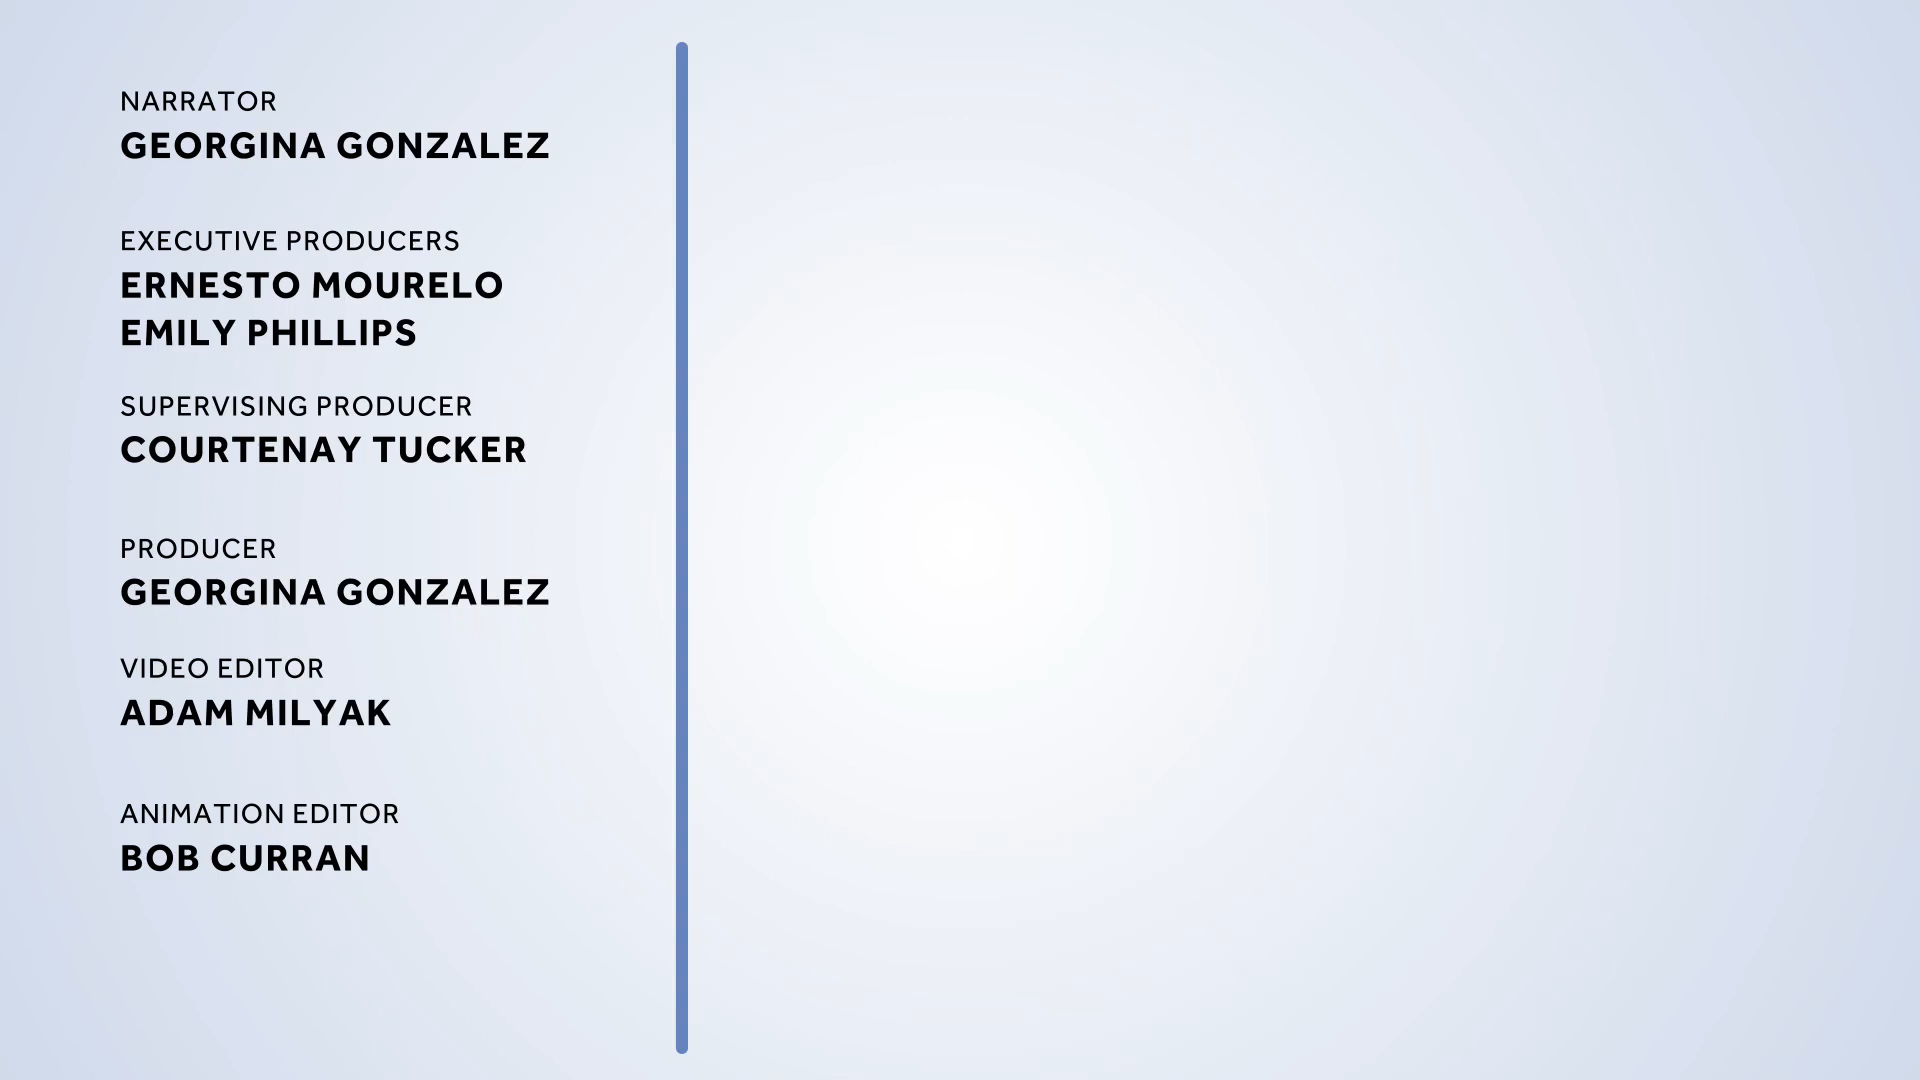 NARRATOR
GEORGINA GONZALEZ
EXECUTIVE PRODUCERS
ERNESTO MOURELO
EMILY PHILLIPS
SUPERVISING PRODUCER
COURTENAY TUCKER
PRODUCER
GEORGINA GONZALEZ
VIDEO EDITOR
ADAM MILYAK
ANIMATION EDITOR
BOB CURRAN